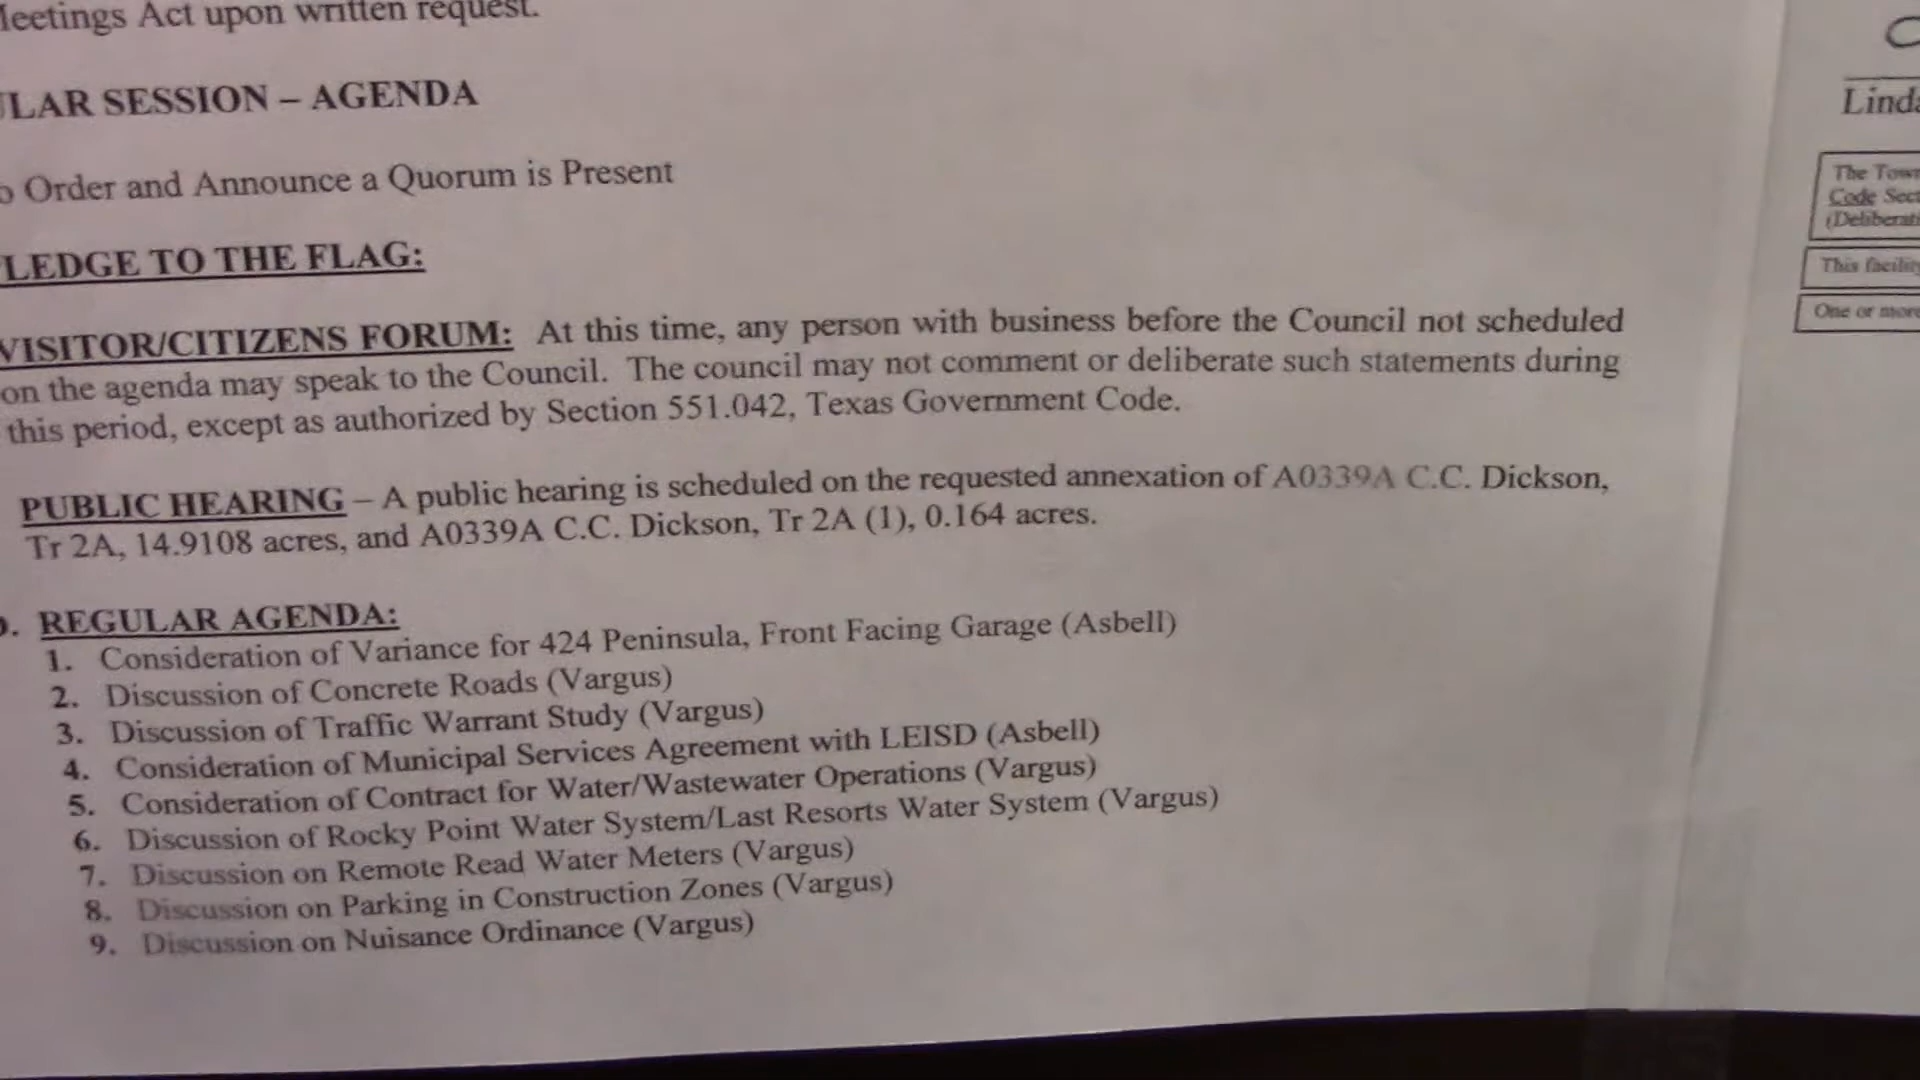 Meetings Act upon written request.
ULAR SESSION – AGENDA
o Order and Announce a Quorum is Present
LEDGE TO THE FLAG:
VISITOR/CITIZENS FORUM: At this time, any person with business before the Council not scheduled
on the agenda may speak to the Council. The council may not comment or deliberate such statements during
this period, except as authorized by Section 551.042, Texas Government Code.
PUBLIC HEARING – A public hearing is scheduled on the requested annexation of A0339A C.C. Dickson,
Tr 2A, 14.9108 acres, and A0339A C.C. Dickson, Tr 2A (1), 0.164 acres.
. REGULAR AGENDA:
1. Consideration of Variance for 424 Peninsula, Front Facing Garage (Asbell)
2. Discussion of Concrete Roads (Vargus)
3. Discussion of Traffic Warrant Study (Vargus)
4. Consideration of Municipal Services Agreement with LEISD (Asbell)
5. Consideration of Contract for Water/Wastewater Operations (Vargus)
6. Discussion of Rocky Point Water System/Last Resorts Water System (Vargus)
7. Discussion on Remote Read Water Meters (Vargus)
8. Discussion on Parking in Construction Zones (Vargus)
9. Discussion on Nuisance Ordinance (Vargus)
Linda
The Town
Code Sect
(Deliberati
This facility
One or more